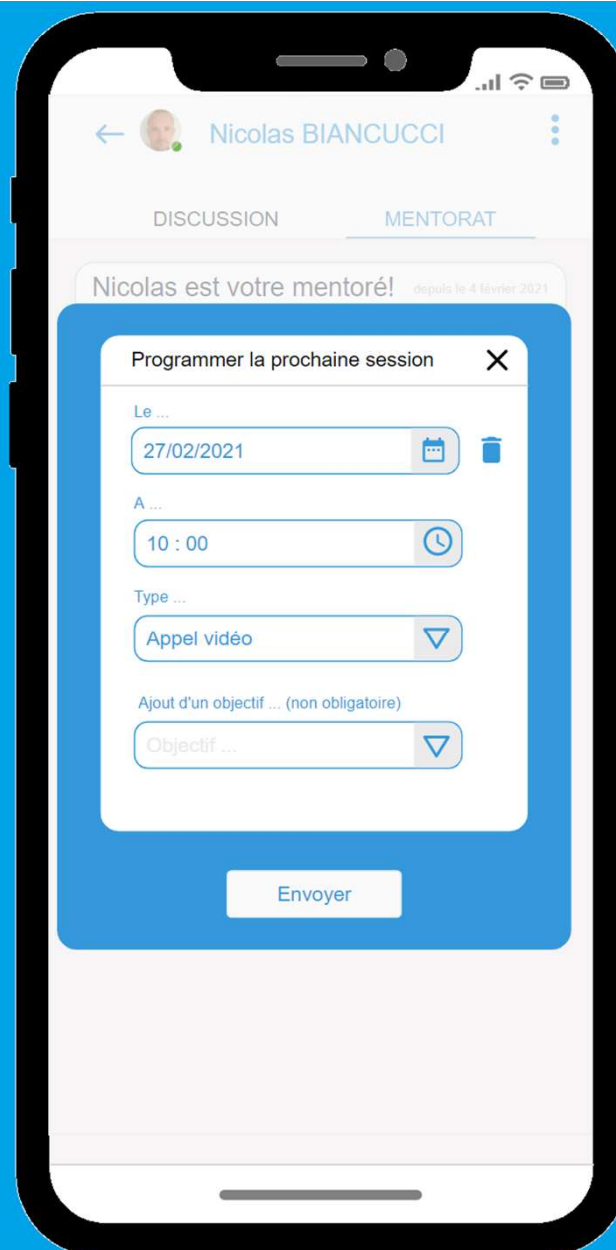 Nicolas BIANCUCCI
DISCUSSION MENTORAT
Nicolas est votre mentoré! depuis le 4 février 2021
Programmer la prochaine session
Le ...
27/02/2021
A ...
10 : 00
Type ...
Appel vidéo
Ajout d'un objectif ... (non obligatoire)
Objectif ...
Envoyer